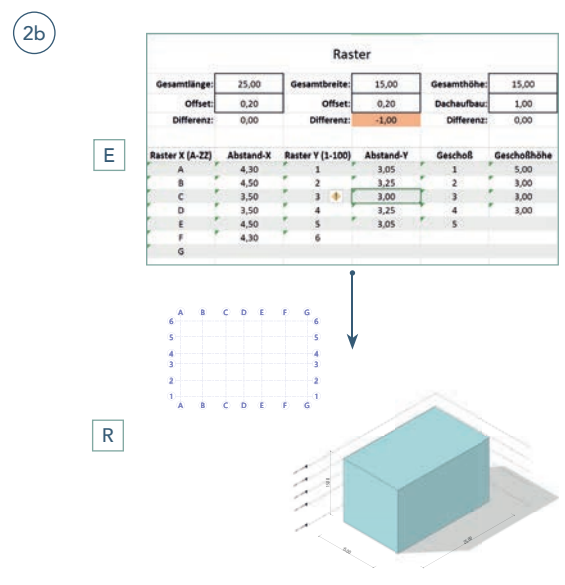 2b
Raster
Gesamtlänge: 25,00 Gesamtbreite: 15,00 Gesamthöhe: 15,00
Offset: 0,20 Offset: 0,20 Dachaufbau: 1,00
Differenz: 0,00 Differenz: -1,00 Differenz: 0,00
E
Raster X (A-ZZ) Abstand-X Raster Y (1-100) Abstand-Y Geschoß Geschoßhöhe
A 4,30 1 3,05 1 5,00
B 4,50 2 3,25 2 3,00
C 3,50 3 3,00 3 3,00
D 3,50 4 3,25 4 3,00
E 4,50 5 3,05 5
F 4,30 6
G
A B C D E F G
6 6
5 5
4 4
3 3
2 2
1 1
A B C D E F G
R